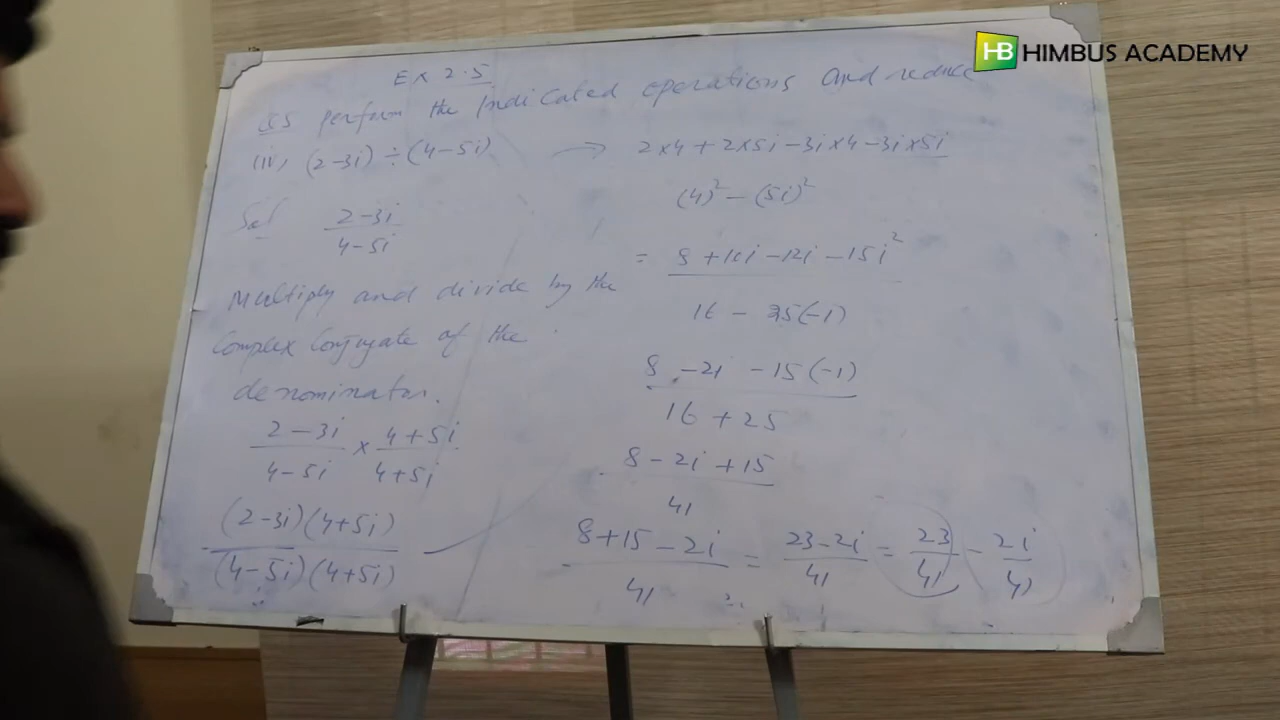 HB HIMBUS ACADEMY
Ex 2.5
Q5 perform the Indicated operations and reduce
(iv) (2-3i) ÷ (4-5i)
Sol
2-3i
4-5i
Multiply and divide by the
Complex Conjugate of the
denominator.
2-3i × 4+5i
4-5i 4+5i
(2-3i)(4+5i)
(4-5i)(4+5i)
→ 2×4+2×5i-3i×4-3i×5i
(4)²-(5i)²
= 8+10i-12i-15i²
16-25(-1)
8-2i-15(-1)
16+25
8-2i+15
41
8+15-2i = 23-2i = 23 - 2i
41 41 41 41